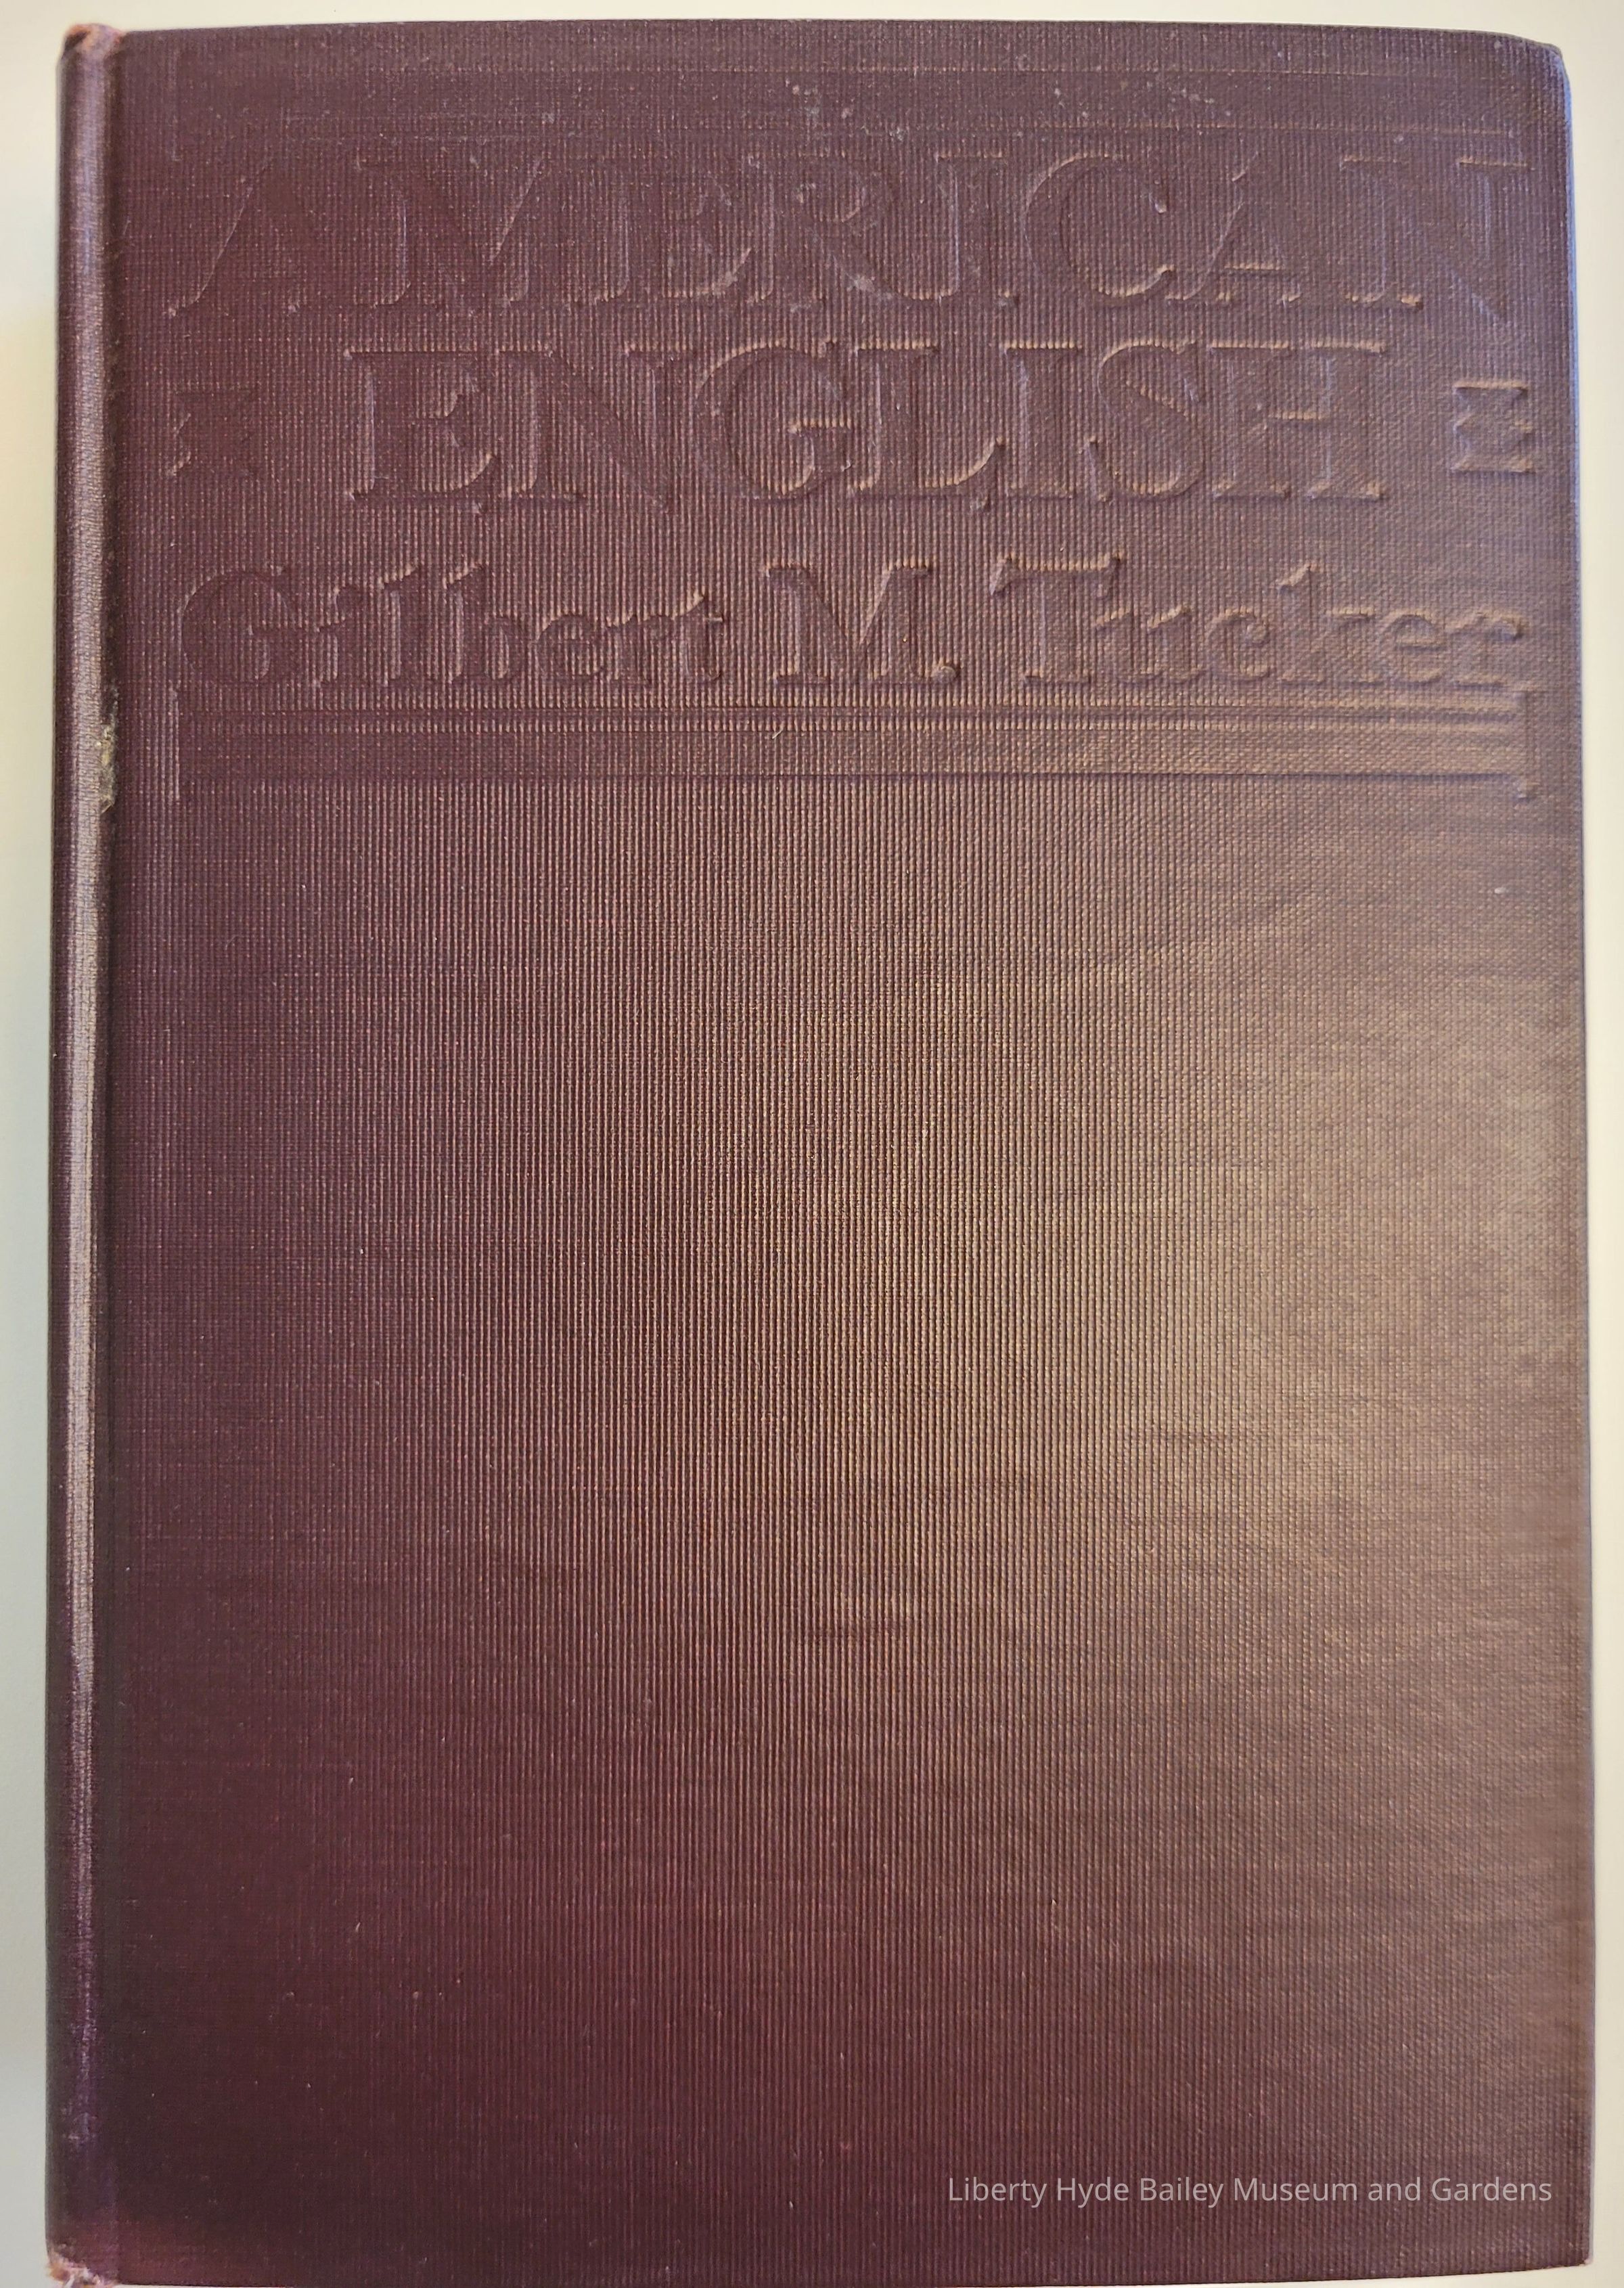 AMERICAN
ENGLISH
Gilbert M. Tucker
Liberty Hyde Bailey Museum and Gardens